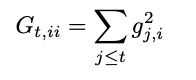 $G_{t,ii} = \sum_{j \leq t} g_{j,i}^2$